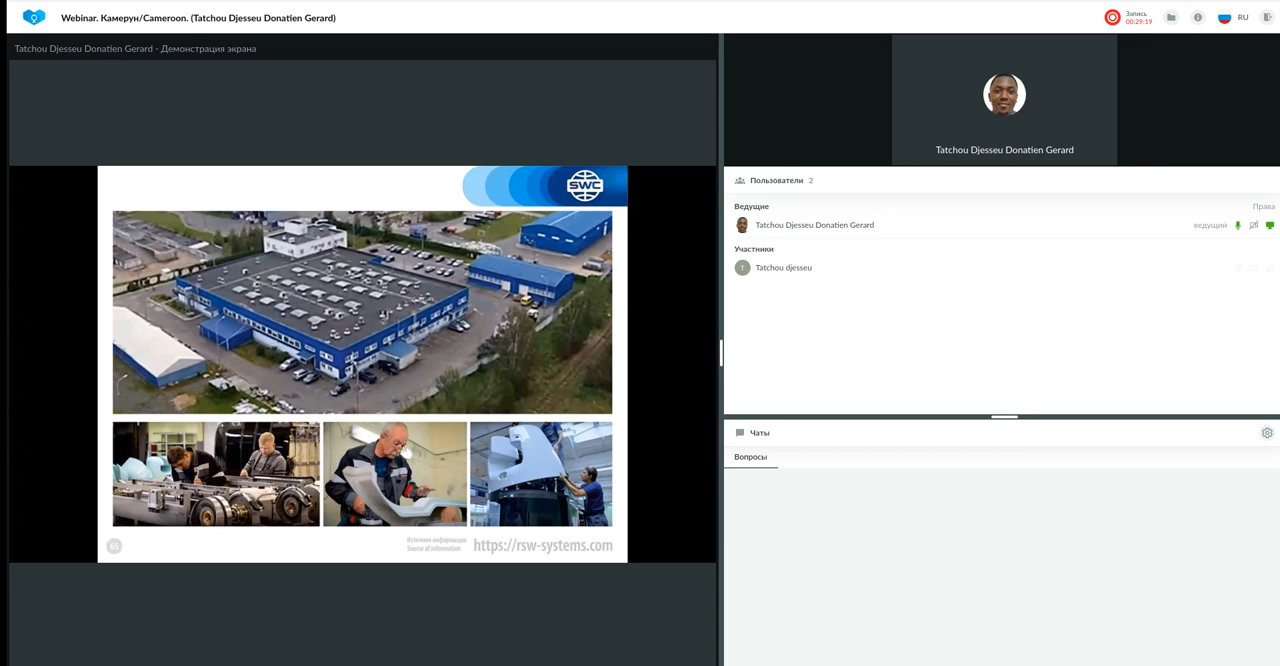 Webinar. Камерун/Cameroon. (Tatchou Djesseu Donatien Gerard)
Запись
00:29:19
RU
Tatchou Djesseu Donatien Gerard - Демонстрация экрана
SWC
65
Источник информации
Source of information
https://rsw-systems.com
Tatchou Djesseu Donatien Gerard
Пользователи 2
Ведущие Права
Tatchou Djesseu Donatien Gerard ведущий
Участники
T Tatchou djesseu
Чаты
Вопросы